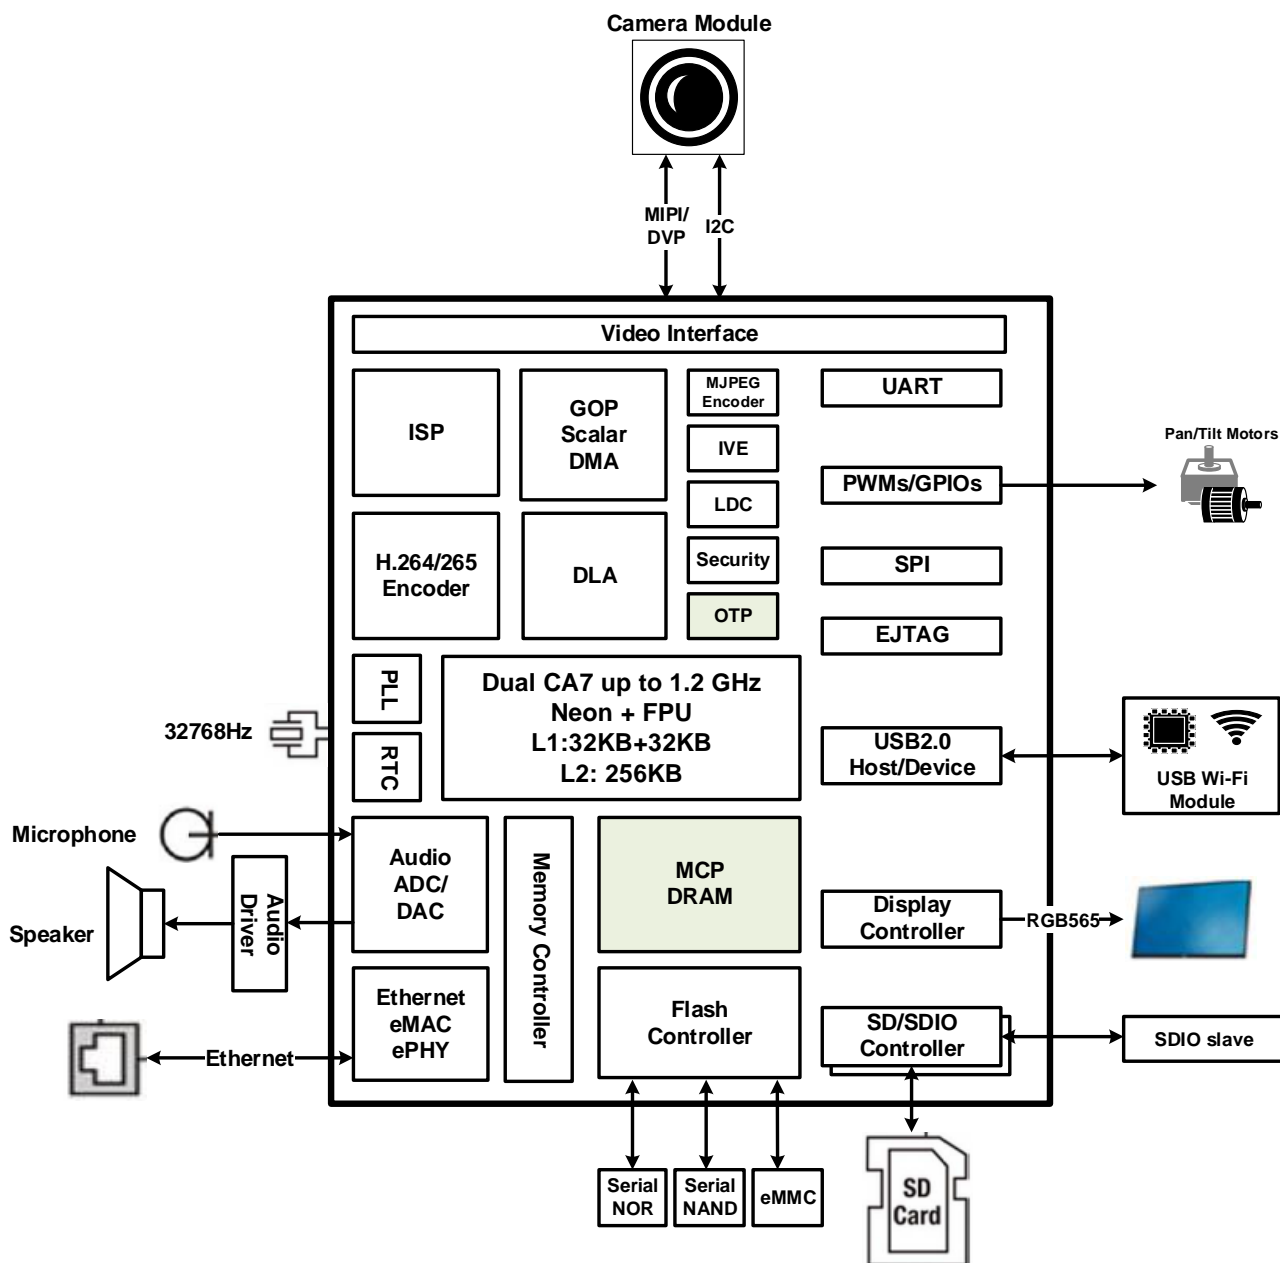 Camera Module
MIPI/
DVP
I2C
Video Interface
ISP
GOP
Scalar
DMA
MJPEG
Encoder
IVE
LDC
Security
OTP
UART
PWMs/GPIOs
Pan/Tilt Motors
SPI
EJTAG
H.264/265
Encoder
DLA
PLL
RTC
32768Hz
Dual CA7 up to 1.2 GHz
Neon + FPU
L1:32KB+32KB
L2: 256KB
USB2.0
Host/Device
USB Wi-Fi
Module
Microphone
Speaker
Audio
Driver
Audio
ADC/
DAC
Memory Controller
MCP
DRAM
Display
Controller
RGB565
Ethernet
Ethernet
eMAC
ePHY
Flash
Controller
SD/SDIO
Controller
SDIO slave
Serial
NOR
Serial
NAND
eMMC
SD
Card